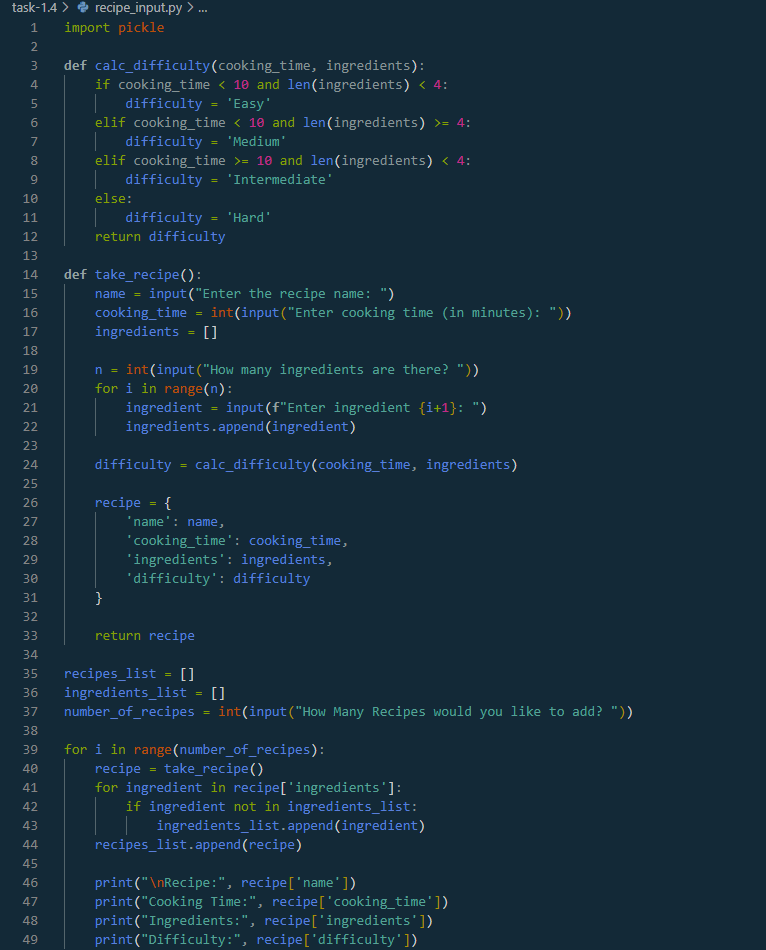 task-1.4 > recipe_input.py > ...
1 import pickle
2
3 def calc_difficulty(cooking_time, ingredients):
4     if cooking_time < 10 and len(ingredients) < 4:
5         difficulty = 'Easy'
6     elif cooking_time < 10 and len(ingredients) >= 4:
7         difficulty = 'Medium'
8     elif cooking_time >= 10 and len(ingredients) < 4:
9         difficulty = 'Intermediate'
10     else:
11         difficulty = 'Hard'
12     return difficulty
13
14 def take_recipe():
15     name = input("Enter the recipe name: ")
16     cooking_time = int(input("Enter cooking time (in minutes): "))
17     ingredients = []
18
19     n = int(input("How many ingredients are there? "))
20     for i in range(n):
21         ingredient = input(f"Enter ingredient {i+1}: ")
22         ingredients.append(ingredient)
23
24     difficulty = calc_difficulty(cooking_time, ingredients)
25
26     recipe = {
27         'name': name,
28         'cooking_time': cooking_time,
29         'ingredients': ingredients,
30         'difficulty': difficulty
31     }
32
33     return recipe
34
35 recipes_list = []
36 ingredients_list = []
37 number_of_recipes = int(input("How Many Recipes would you like to add? "))
38
39 for i in range(number_of_recipes):
40     recipe = take_recipe()
41     for ingredient in recipe['ingredients']:
42         if ingredient not in ingredients_list:
43             ingredients_list.append(ingredient)
44     recipes_list.append(recipe)
45
46     print("\nRecipe:", recipe['name'])
47     print("Cooking Time:", recipe['cooking_time'])
48     print("Ingredients:", recipe['ingredients'])
49     print("Difficulty:", recipe['difficulty'])